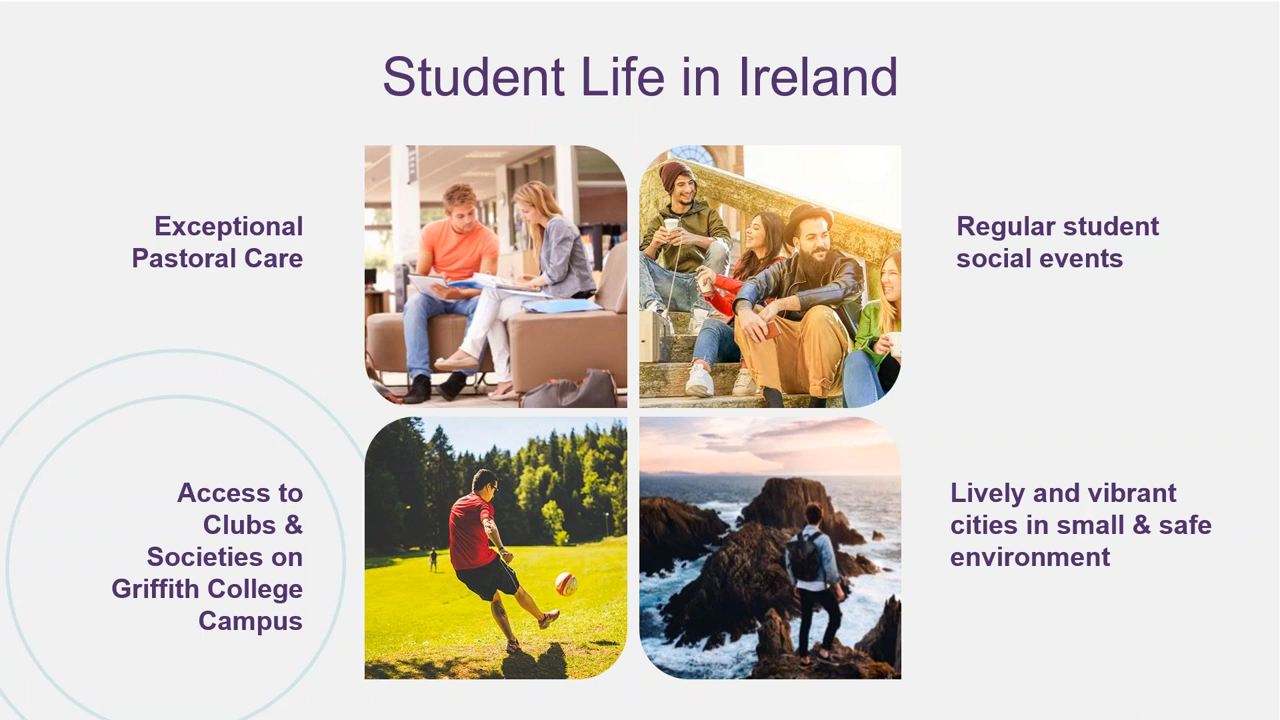 Student Life in Ireland
Exceptional
Pastoral Care
Regular student
social events
Access to
Clubs &
Societies on
Griffith College
Campus
Lively and vibrant
cities in small & safe
environment